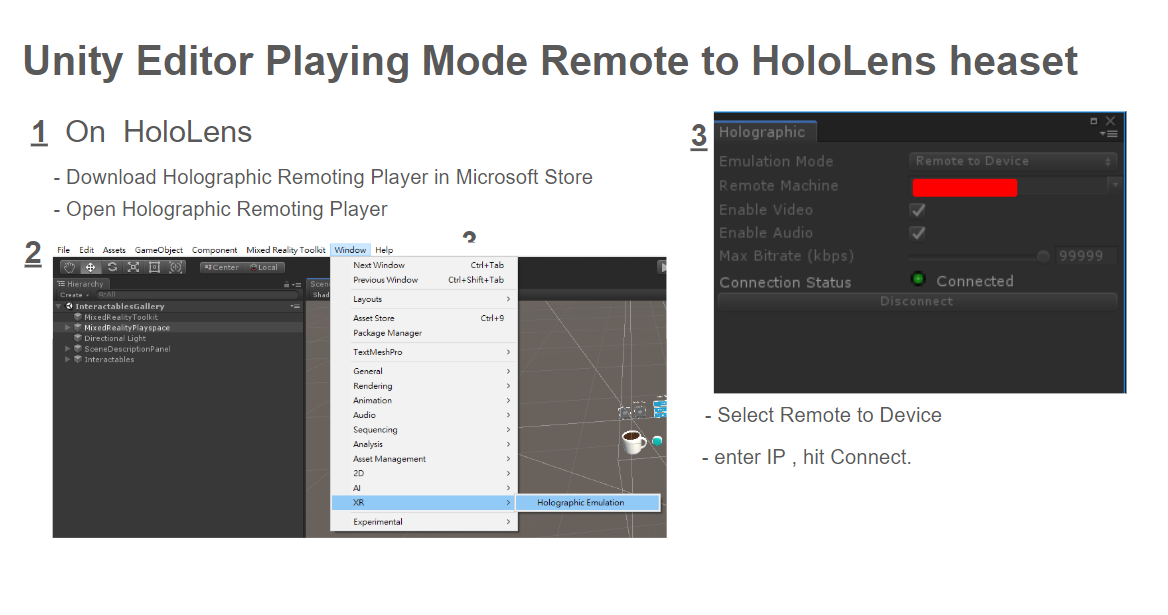 Unity Editor Playing Mode Remote to HoloLens heaset
1 On HoloLens
- Download Holographic Remoting Player in Microsoft Store
- Open Holographic Remoting Player
2
File Edit Assets GameObject Component Mixed Reality Toolkit Window Help
Center Local
Hierarchy
Create
InteractablesGallery
MixedRealityToolkit
MixedRealityPlayspace
Directional Light
SceneDescriptionPanel
Interactables
Next Window Ctrl+Tab
Previous Window Ctrl+Shift+Tab
Layouts
Asset Store Ctrl+9
Package Manager
TextMeshPro
General
Rendering
Animation
Audio
Sequencing
Analysis
Asset Management
2D
AI
XR
Holographic Emulation
Experimental
3
Holographic
Emulation Mode Remote to Device
Remote Machine
Enable Video
Enable Audio
Max Bitrate (kbps) 99999
Connection Status Connected
Disconnect
- Select Remote to Device
- enter IP , hit Connect.